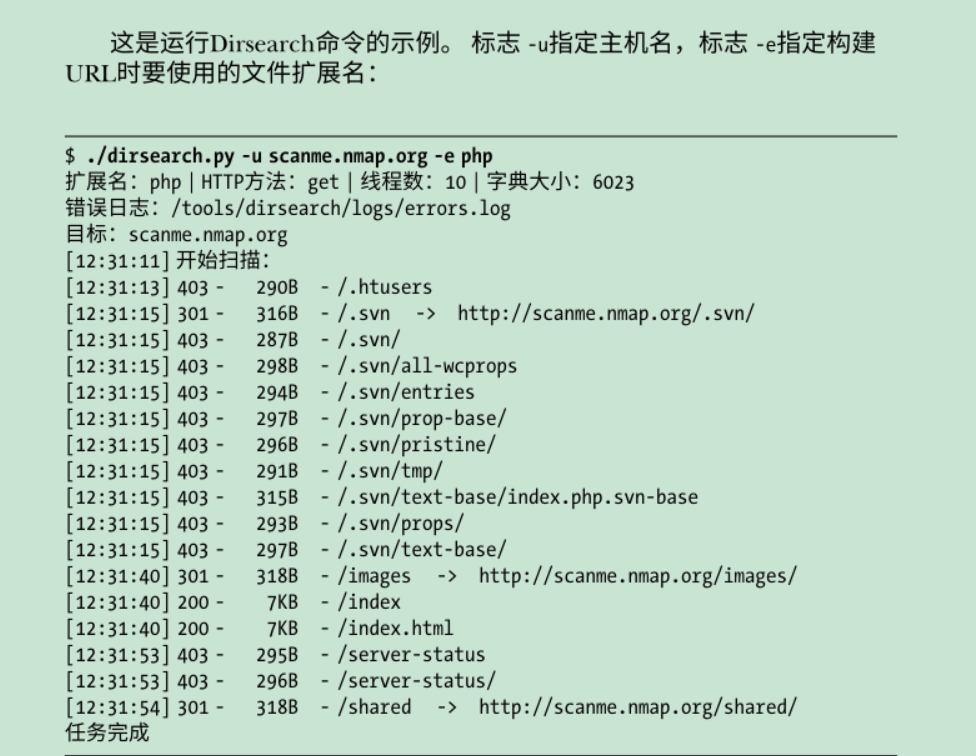 这是运行Dirsearch命令的示例。 标志 -u指定主机名，标志 -e指定构建
URL时要使用的文件扩展名：
$ ./dirsearch.py -u scanme.nmap.org -e php
扩展名：php | HTTP方法：get | 线程数：10 | 字典大小：6023
错误日志：/tools/dirsearch/logs/errors.log
目标：scanme.nmap.org
[12:31:11] 开始扫描：
[12:31:13] 403 - 290B - /.htusers
[12:31:15] 301 - 316B - /.svn -> http://scanme.nmap.org/.svn/
[12:31:15] 403 - 287B - /.svn/
[12:31:15] 403 - 298B - /.svn/all-wcprops
[12:31:15] 403 - 294B - /.svn/entries
[12:31:15] 403 - 297B - /.svn/prop-base/
[12:31:15] 403 - 296B - /.svn/pristine/
[12:31:15] 403 - 291B - /.svn/tmp/
[12:31:15] 403 - 315B - /.svn/text-base/index.php.svn-base
[12:31:15] 403 - 293B - /.svn/props/
[12:31:15] 403 - 297B - /.svn/text-base/
[12:31:40] 301 - 318B - /images -> http://scanme.nmap.org/images/
[12:31:40] 200 - 7KB - /index
[12:31:40] 200 - 7KB - /index.html
[12:31:53] 403 - 295B - /server-status
[12:31:53] 403 - 296B - /server-status/
[12:31:54] 301 - 318B - /shared -> http://scanme.nmap.org/shared/
任务完成